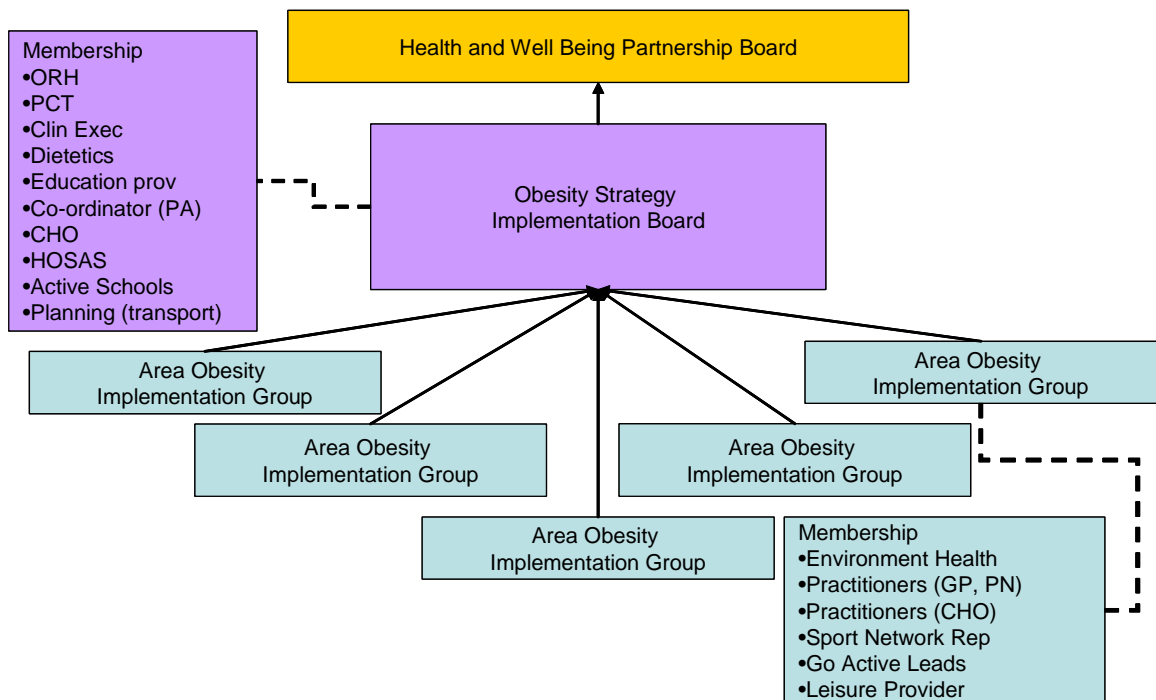 Health and Well Being Partnership Board
Membership
•ORH
•PCT
•Clin Exec
•Dietetics
•Education prov
•Co-ordinator (PA)
•CHO
•HOSAS
•Active Schools
•Planning (transport)
Obesity Strategy
Implementation Board
Area Obesity
Implementation Group
Area Obesity
Implementation Group
Area Obesity
Implementation Group
Area Obesity
Implementation Group
Area Obesity
Implementation Group
Membership
•Environment Health
•Practitioners (GP, PN)
•Practitioners (CHO)
•Sport Network Rep
•Go Active Leads
•Leisure Provider